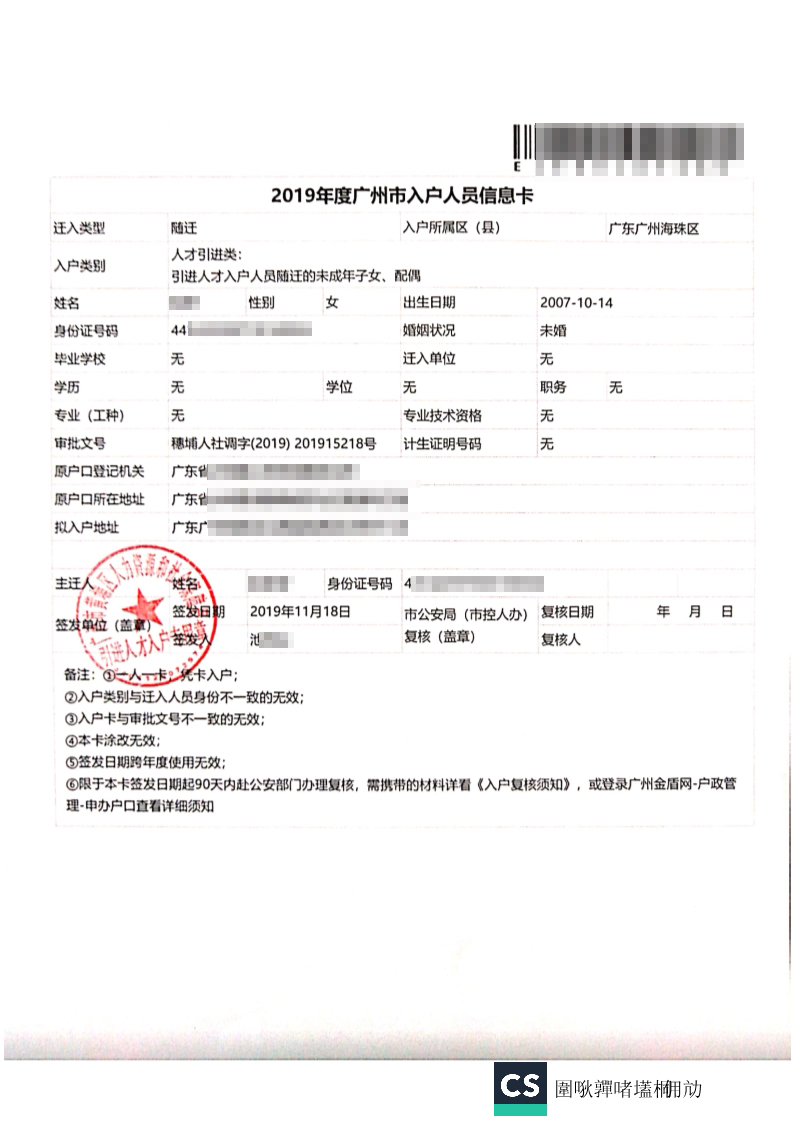 E
2019年度广州市入户人员信息卡
迁入类型 随迁 入户所属区（县） 广东广州海珠区
入户类别 人才引进类：
引进人才入户人员随迁的未成年子女、配偶
姓名 性别 女 出生日期 2007-10-14
身份证号码 44 婚姻状况 未婚
毕业学校 无 迁入单位 无
学历 无 学位 无 职务 无
专业（工种） 无 专业技术资格 无
审批文号 穗埔人社调字(2019) 201915218号 计生证明号码 无
原户口登记机关 广东省
原户口所在地址 广东省
拟入户地址 广东广
主迁人 姓名 身份证号码 4
签发单位（盖章） 签发日期 2019年11月18日 市公安局（市控人办）复核（盖章） 复核日期 年 月 日
签发人 池 复核人
引进人才入户专用章
备注：①一人一卡，凭卡入户；
②入户类别与迁入人员身份不一致的无效；
③入户卡与审批文号不一致的无效；
④本卡涂改无效；
⑤签发日期跨年度使用无效；
⑥限于本卡签发日期起90天内赴公安部门办理复核，需携带的材料详看《入户复核须知》，或登录广州金盾网-户政管
理-申办户口查看详细须知
CS